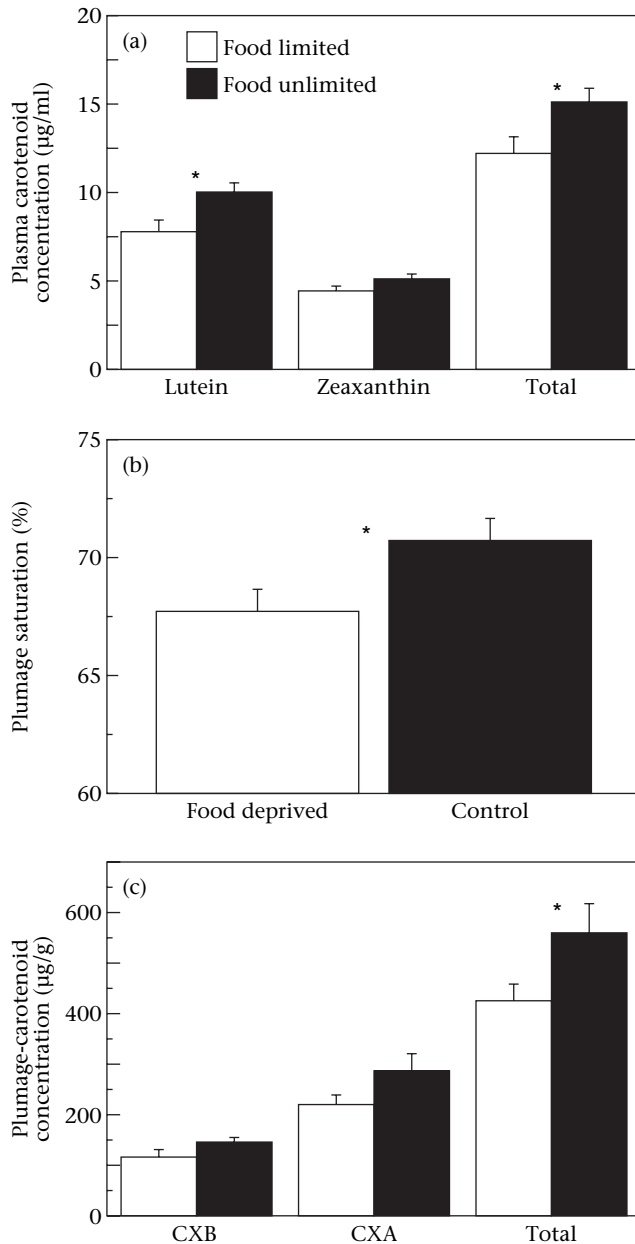 (a)
Food limited
Food unlimited
Plasma carotenoid
concentration (µg/ml)
20
15
10
5
0
*
*
Lutein
Zeaxanthin
Total
(b)
Plumage saturation (%)
75
70
65
60
*
Food deprived
Control
(c)
Plumage-carotenoid
concentration (µg/g)
600
400
200
0
*
CXB
CXA
Total